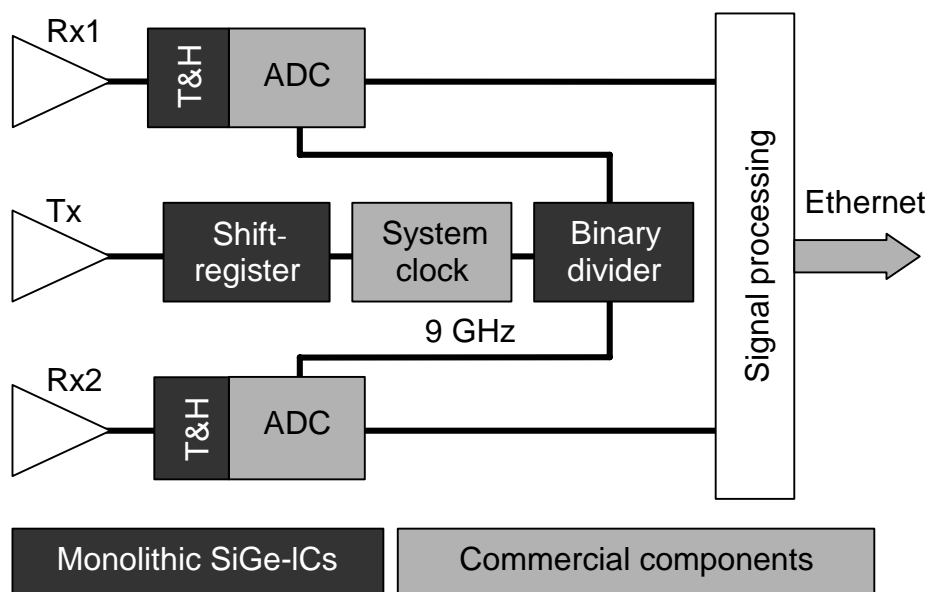 Rx1
T&H
ADC
Tx
Shift-
register
System
clock
Binary
divider
9 GHz
Rx2
T&H
ADC
Signal processing
Ethernet
Monolithic SiGe-ICs
Commercial components